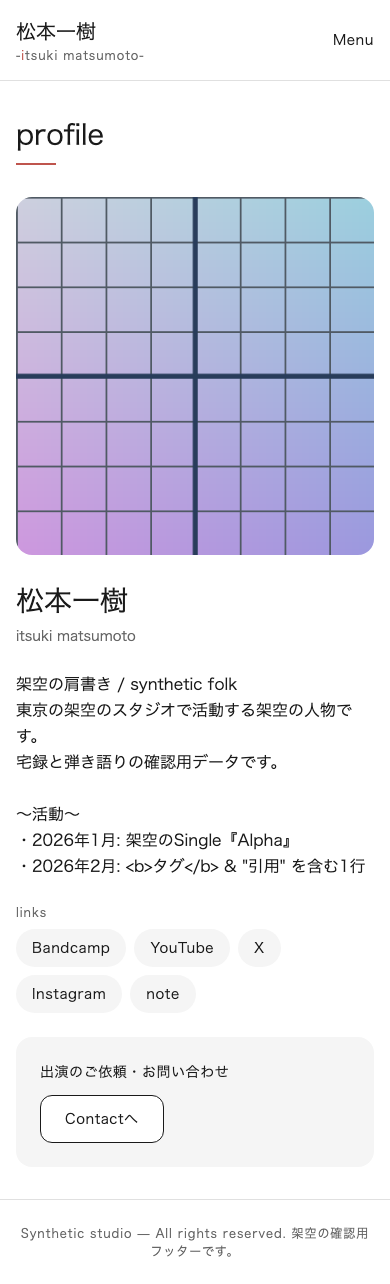 松本一樹
-itsuki matsumoto-
Menu
profile
松本一樹
itsuki matsumoto
架空の肩書き / synthetic folk
東京の架空のスタジオで活動する架空の人物で
す。
宅録と弾き語りの確認用データです。
〜活動〜
・2026年1月: 架空のSingle『Alpha』
・2026年2月: <b>タグ</b> & "引用" を含む1行
links
Bandcamp
YouTube
X
Instagram
note
出演のご依頼・お問い合わせ
Contactへ
Synthetic studio — All rights reserved. 架空の確認用
フッターです。